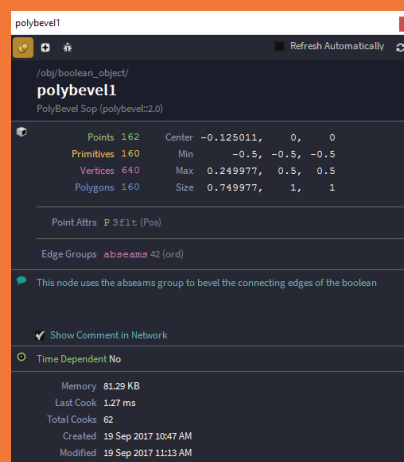 polybevel1
Refresh Automatically
/obj/boolean_object/
polybevel1
PolyBevel Sop (polybevel::2.0)
Points 162 Center -0.125011, 0, 0
Primitives 160 Min -0.5, -0.5, -0.5
Vertices 640 Max 0.249977, 0.5, 0.5
Polygons 160 Size 0.749977, 1, 1
Point Attrs P 3flt (Pos)
Edge Groups abseams 42 (ord)
This node uses the abseams group to bevel the connecting edges of the boolean
Show Comment in Network
Time Dependent No
Memory 81.29 KB
Last Cook 1.27 ms
Total Cooks 62
Created 19 Sep 2017 10:47 AM
Modified 19 Sep 2017 11:13 AM